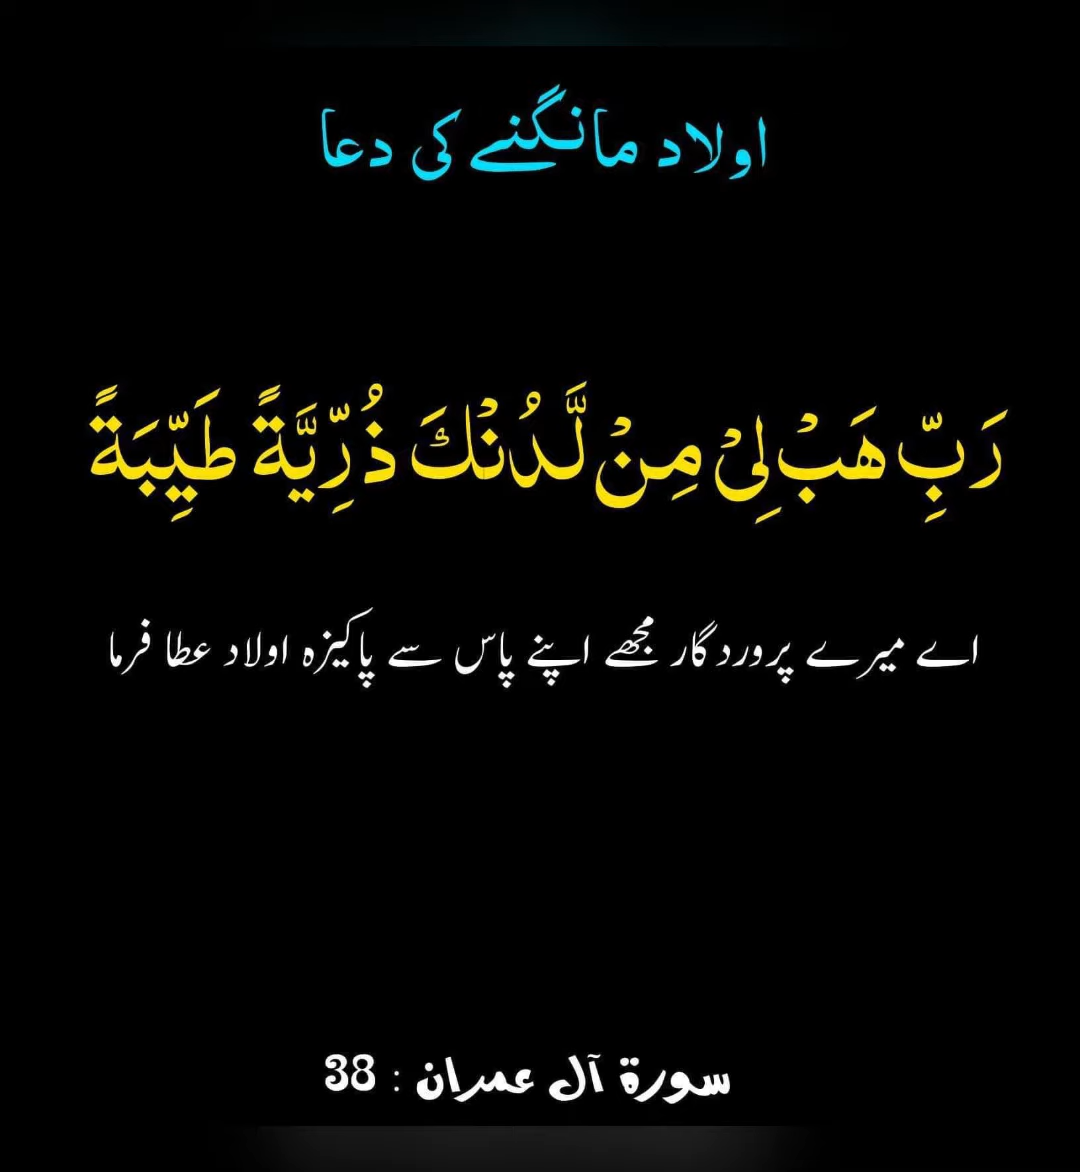 اولاد مانگنے کی دعا
رَبِّ هَبْ لِیْ مِنْ لَّدُنْكَ ذُرِّیَّةً طَیِّبَةً
اے میرے پروردگار مجھے اپنے پاس سے پاکیزہ اولاد عطا فرما
سورۃ آل عمران : 38